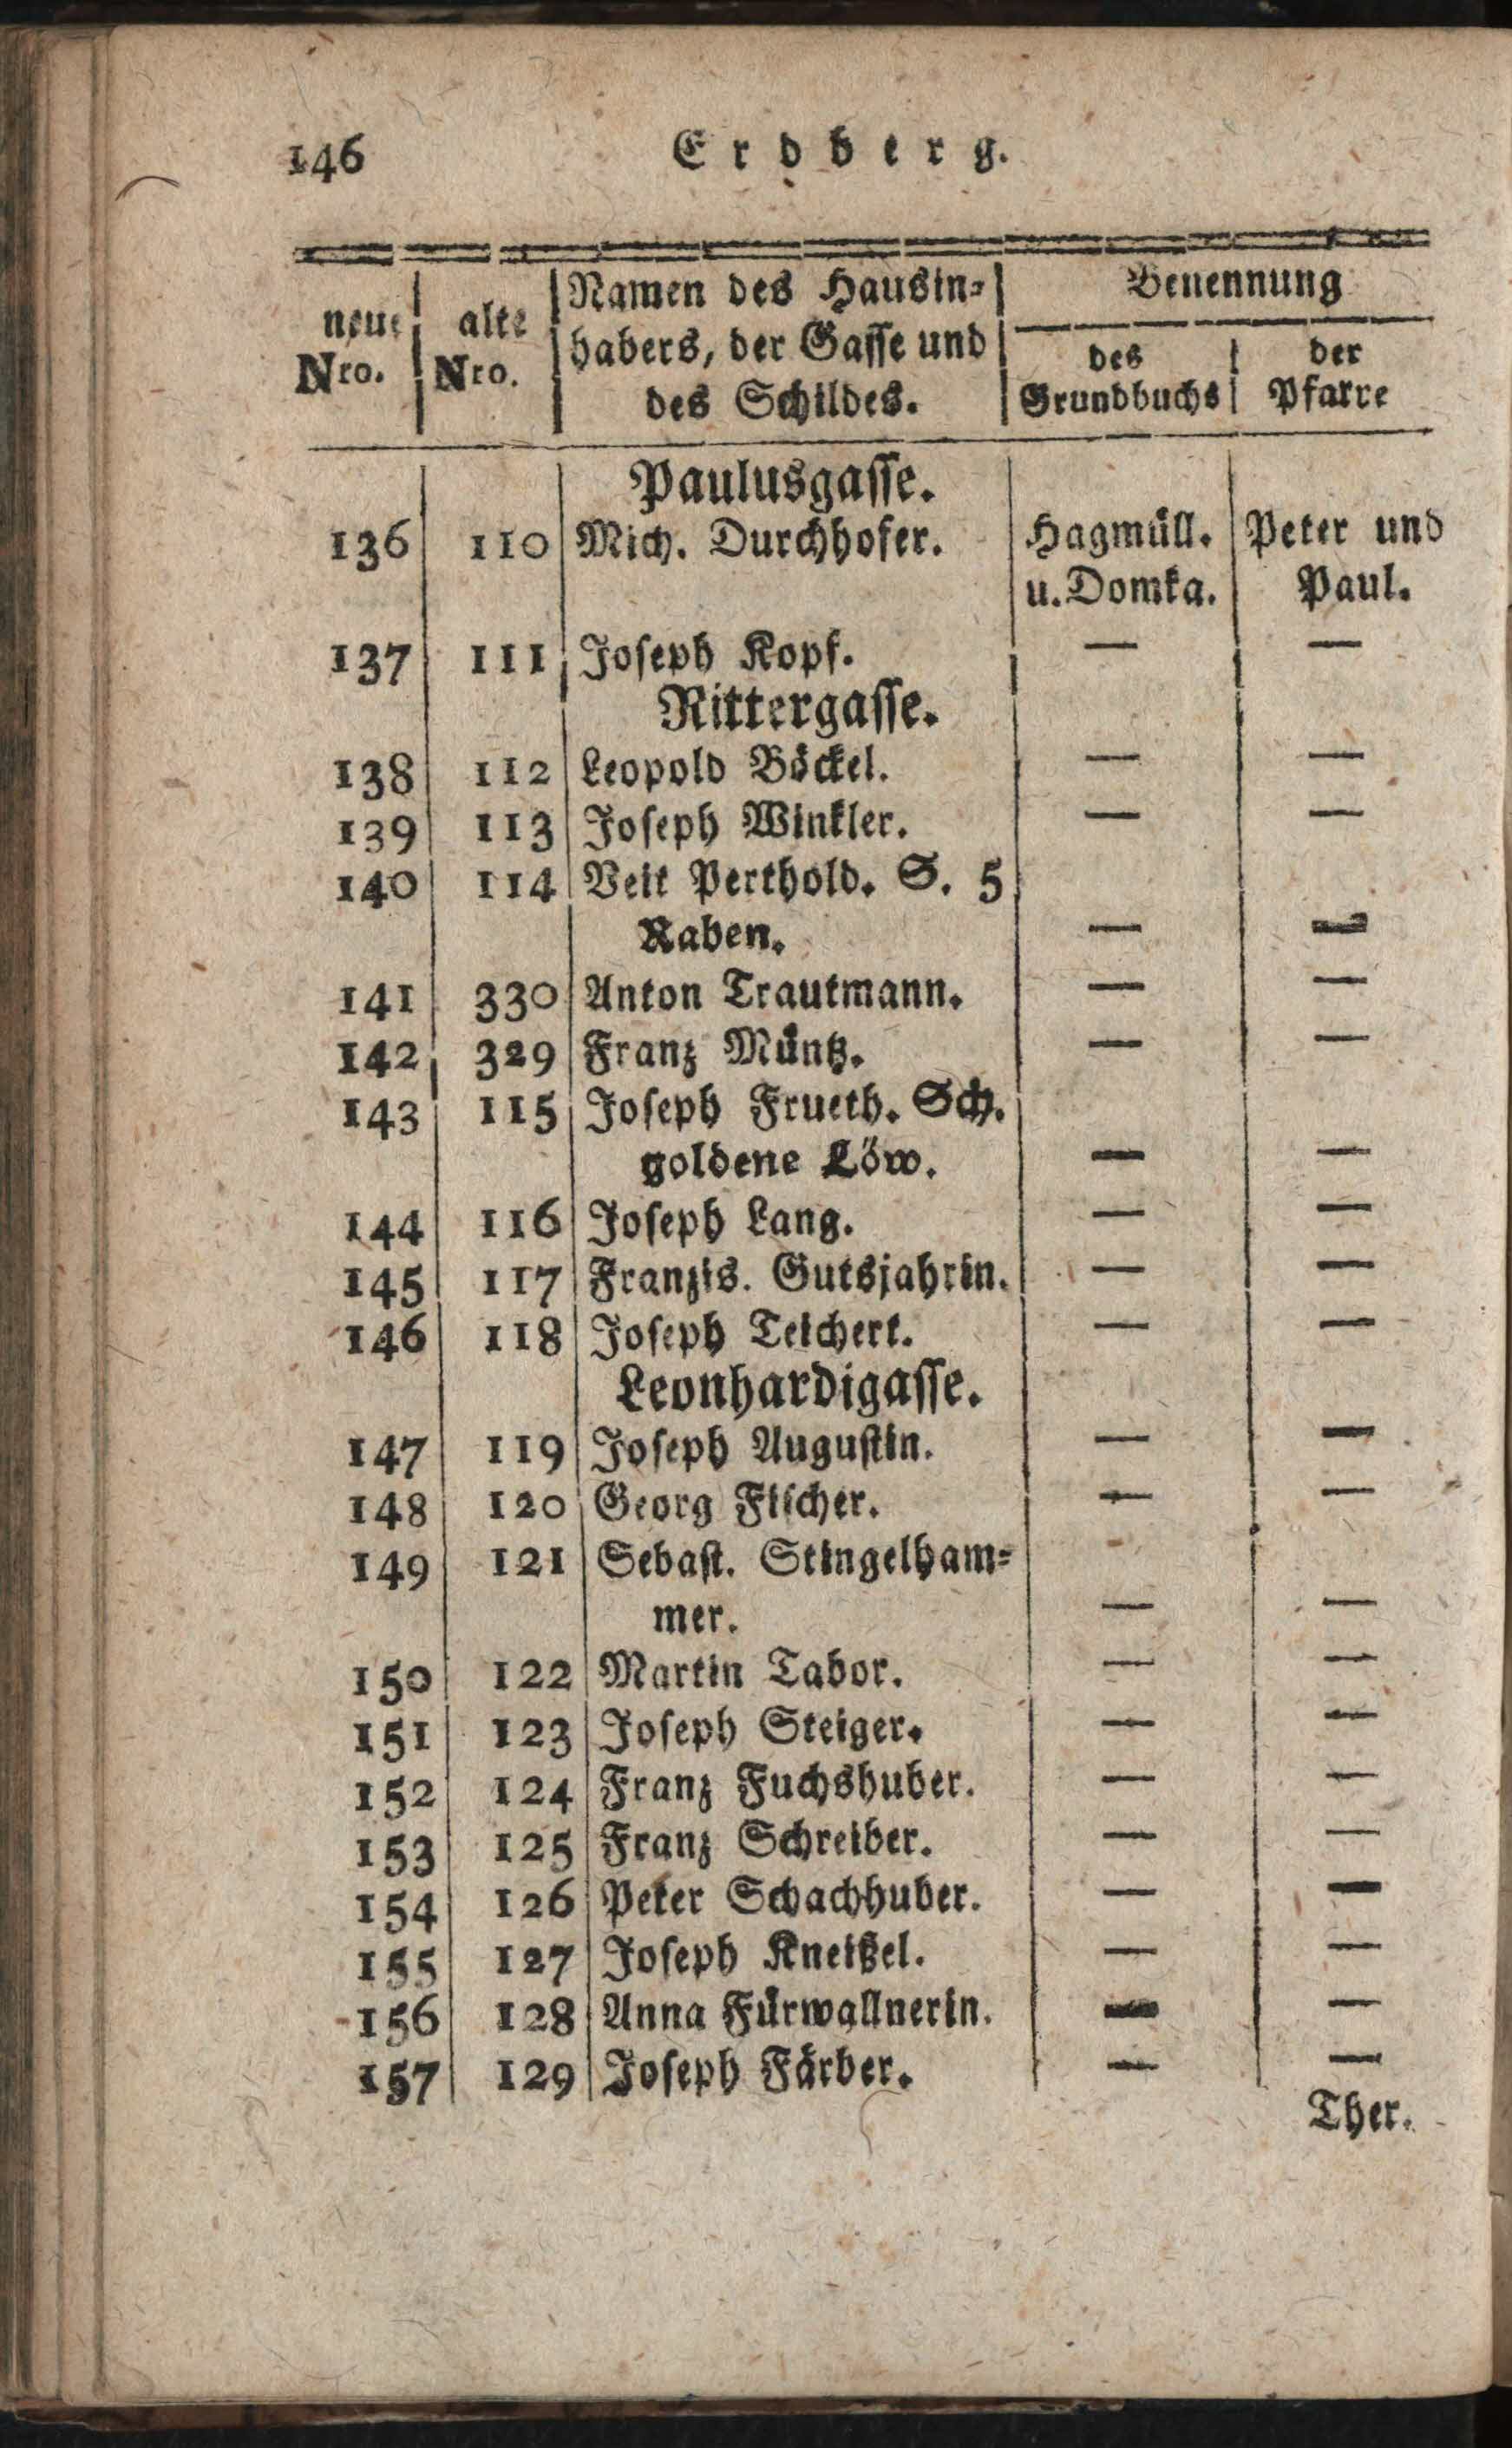 146 Erdberg.
neue Nro. | alte Nro. | Namen des Hausin= | Benennung
habers, der Gasse und | des | der
des Schildes. | Grundbuchs | Pfarre
Paulusgasse.
136 | 110 | Mich. Durchhofer. | Hagmüll. | Peter und
u. Domka. | Paul.
137 | 111 | Joseph Kopf. | — | —
Rittergasse.
138 | 112 | Leopold Böckel. | — | —
139 | 113 | Joseph Winkler. | — | —
140 | 114 | Veit Perthold. S. 5
Raben. | — | —
141 | 330 | Anton Trautmann. | — | —
142 | 329 | Franz Müntz. | — | —
143 | 115 | Joseph Frueth. Sch.
goldene Löw. | — | —
144 | 116 | Joseph Lang. | — | —
145 | 117 | Franzis. Gutsjahrin. | — | —
146 | 118 | Joseph Teichert. | — | —
Leonhardigasse.
147 | 119 | Joseph Augustin. | — | —
148 | 120 | Georg Fischer. | — | —
149 | 121 | Sebast. Stingelham=
mer. | — | —
150 | 122 | Martin Tabor. | — | —
151 | 123 | Joseph Steiger. | — | —
152 | 124 | Franz Fuchshuber. | — | —
153 | 125 | Franz Schreiber. | — | —
154 | 126 | Peter Schachhuber. | — | —
155 | 127 | Joseph Kneißel. | — | —
156 | 128 | Anna Fürwallnerin. | — | —
157 | 129 | Joseph Färber. | — | —
Ther.